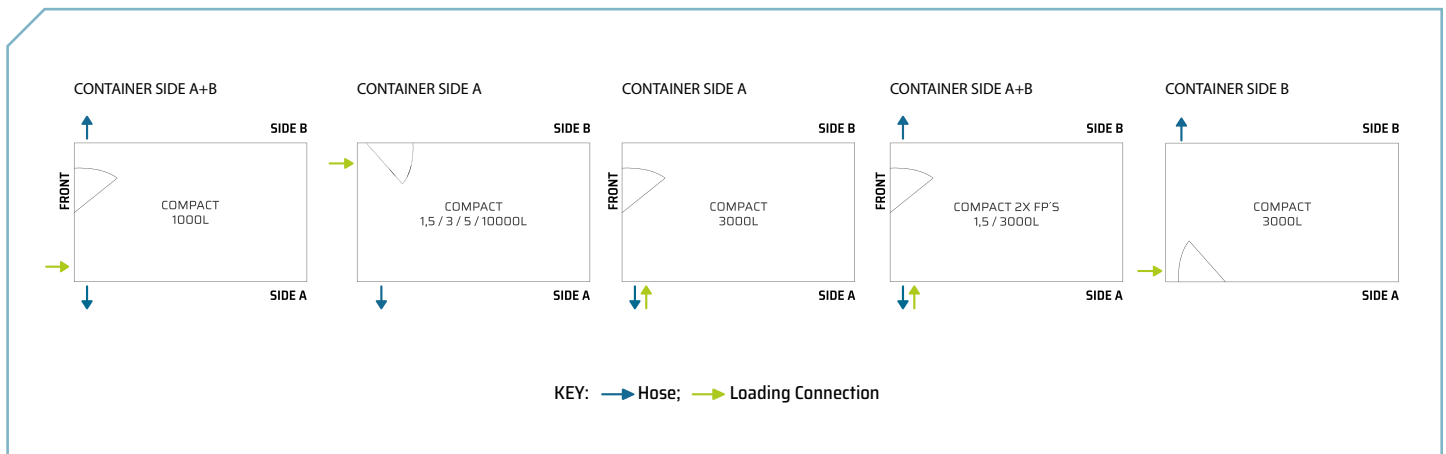 CONTAINER SIDE A+B
SIDE B
FRONT
COMPACT
1000L
SIDE A
CONTAINER SIDE A
SIDE B
COMPACT
1,5 / 3 / 5 / 10000L
SIDE A
CONTAINER SIDE A
SIDE B
FRONT
COMPACT
3000L
SIDE A
CONTAINER SIDE A+B
SIDE B
FRONT
COMPACT 2X FP´S
1,5 / 3000L
SIDE A
CONTAINER SIDE B
SIDE B
COMPACT
3000L
SIDE A
KEY: Hose; Loading Connection